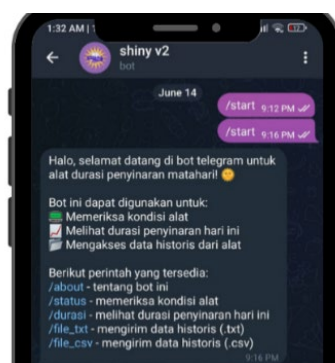 1:32 AM
shiny v2
bot
June 14
/start 9:12 PM
/start 9:16 PM
Halo, selamat datang di bot telegram untuk
alat durasi penyinaran matahari!
Bot ini dapat digunakan untuk:
Memeriksa kondisi alat
Melihat durasi penyinaran hari ini
Mengakses data historis dari alat
Berikut perintah yang tersedia:
/about - tentang bot ini
/status - memeriksa kondisi alat
/durasi - melihat durasi penyinaran hari ini
/file_txt - mengirim data historis (.txt)
/file_csv - mengirim data historis (.csv)
9:16 PM